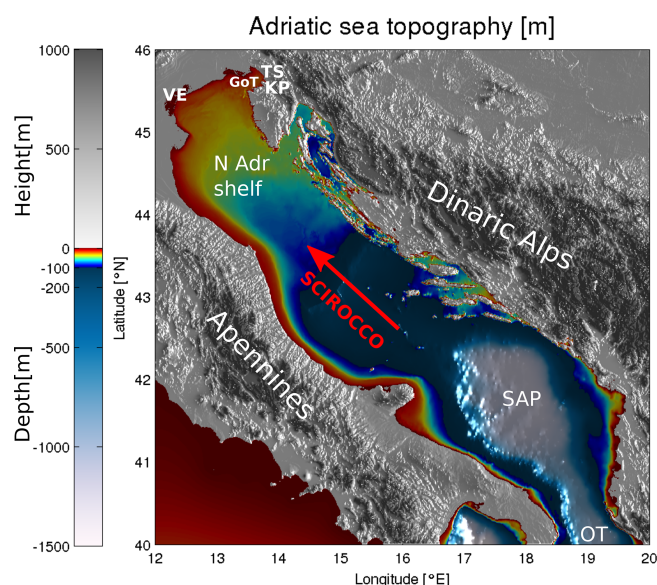 Adriatic sea topography [m]
1000
500
0
-100
-500
-1000
-1500
Height[m]
Depth[m]
46
45
44
43
42
41
40
Latitude [°N]
VE
GoT
TS
KP
N Adr
shelf
Dinaric Alps
SCIROCCO
Apennines
SAP
OT
12 13 14 15 16 17 18 19 20
Longitude [°E]